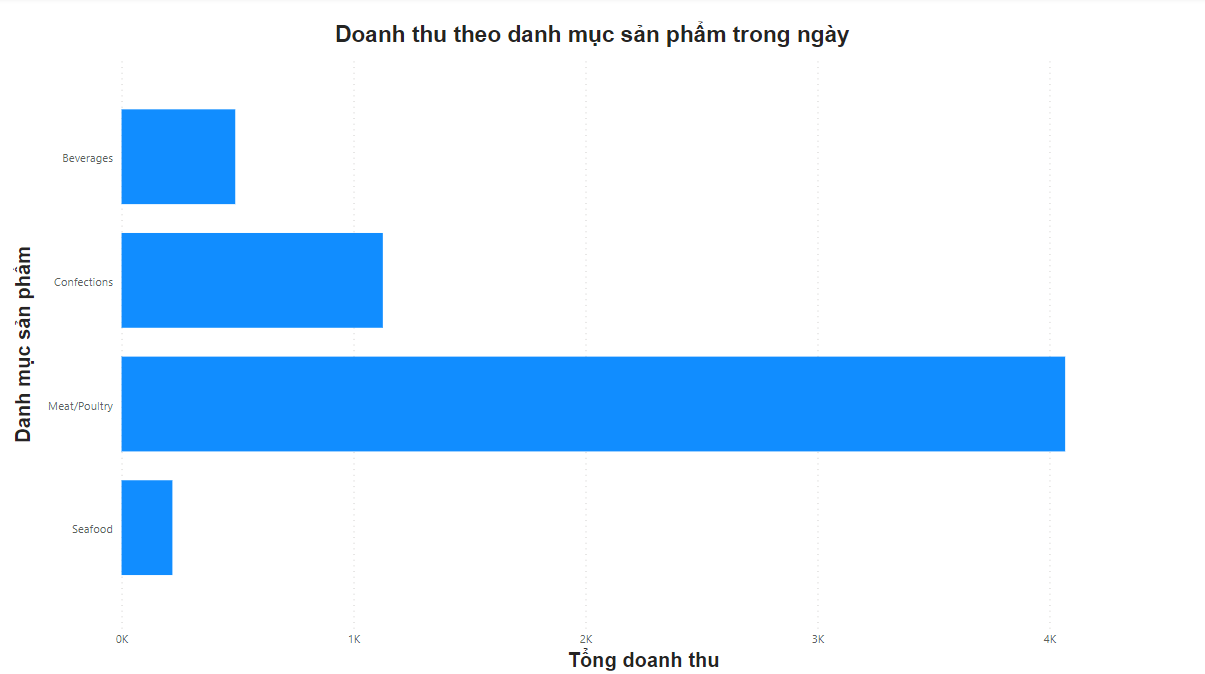 Doanh thu theo danh mục sản phẩm trong ngày
Danh mục sản phẩm
Beverages
Confections
Meat/Poultry
Seafood
0K 1K 2K 3K 4K
Tổng doanh thu